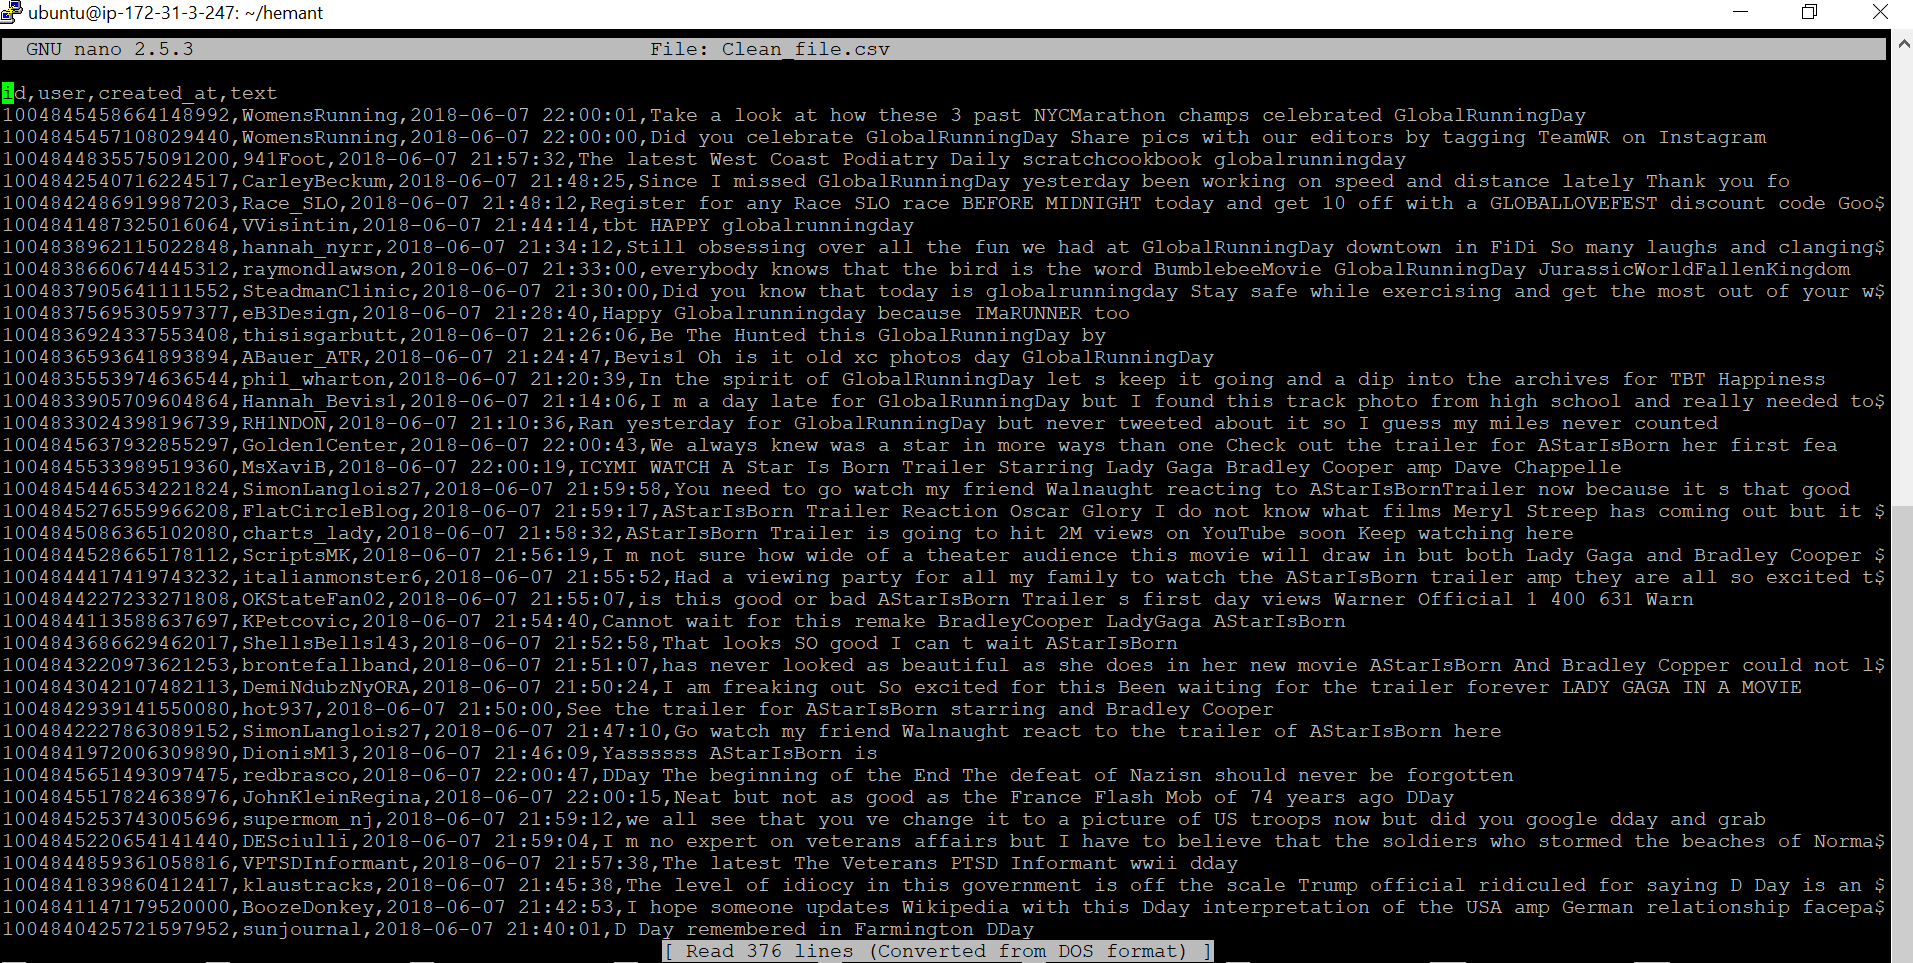 ubuntu@ip-172-31-3-247: ~/hemant
GNU nano 2.5.3 File: Clean_file.csv
id,user,created_at,text
1004845458664148992,WomensRunning,2018-06-07 22:00:01,Take a look at how these 3 past NYCMarathon champs celebrated GlobalRunningDay
1004845457108029440,WomensRunning,2018-06-07 22:00:00,Did you celebrate GlobalRunningDay Share pics with our editors by tagging TeamWR on Instagram
1004844835575091200,941Foot,2018-06-07 21:57:32,The latest West Coast Podiatry Daily scratchcookbook globalrunningday
1004842540716224517,CarleyBeckum,2018-06-07 21:48:25,Since I missed GlobalRunningDay yesterday been working on speed and distance lately Thank you fo
1004842486919987203,Race_SLO,2018-06-07 21:48:12,Register for any Race SLO race BEFORE MIDNIGHT today and get 10 off with a GLOBALLOVEFEST discount code Goo$
1004841487325016064,VVisintin,2018-06-07 21:44:14,tbt HAPPY globalrunningday
1004838962115022848,hannah_nyrr,2018-06-07 21:34:12,Still obsessing over all the fun we had at GlobalRunningDay downtown in FiDi So many laughs and clanging$
1004838660674445312,raymondlawson,2018-06-07 21:33:00,everybody knows that the bird is the word BumblebeeMovie GlobalRunningDay JurassicWorldFallenKingdom
1004837905641111552,SteadmanClinic,2018-06-07 21:30:00,Did you know that today is globalrunningday Stay safe while exercising and get the most out of your w$
1004837569530597377,eB3Design,2018-06-07 21:28:40,Happy Globalrunningday because IMaRUNNER too
1004836924337553408,thisisgarbutt,2018-06-07 21:26:06,Be The Hunted this GlobalRunningDay by
1004836593641893894,ABauer_ATR,2018-06-07 21:24:47,Bevis1 Oh is it old xc photos day GlobalRunningDay
1004835553974636544,phil_wharton,2018-06-07 21:20:39,In the spirit of GlobalRunningDay let s keep it going and a dip into the archives for TBT Happiness
1004833905709604864,Hannah_Bevis1,2018-06-07 21:14:06,I m a day late for GlobalRunningDay but I found this track photo from high school and really needed to$
1004833024398196739,RH1NDON,2018-06-07 21:10:36,Ran yesterday for GlobalRunningDay but never tweeted about it so I guess my miles never counted
1004845637932855297,Golden1Center,2018-06-07 22:00:43,We always knew was a star in more ways than one Check out the trailer for AStarIsBorn her first fea
1004845533989519360,MsXaviB,2018-06-07 22:00:19,ICYMI WATCH A Star Is Born Trailer Starring Lady Gaga Bradley Cooper amp Dave Chappelle
1004845446534221824,SimonLanglois27,2018-06-07 21:59:58,You need to go watch my friend Walnaught reacting to AStarIsBornTrailer now because it s that good
1004845276559966208,FlatCircleBlog,2018-06-07 21:59:17,AStarIsBorn Trailer Reaction Oscar Glory I do not know what films Meryl Streep has coming out but it $
1004845086365102080,charts_lady,2018-06-07 21:58:32,AStarIsBorn Trailer is going to hit 2M views on YouTube soon Keep watching here
1004844528665178112,ScriptsMK,2018-06-07 21:56:19,I m not sure how wide of a theater audience this movie will draw in but both Lady Gaga and Bradley Cooper $
1004844417419743232,italianmonster6,2018-06-07 21:55:52,Had a viewing party for all my family to watch the AStarIsBorn trailer amp they are all so excited t$
1004844227233271808,OKStateFan02,2018-06-07 21:55:07,is this good or bad AStarIsBorn Trailer s first day views Warner Official 1 400 631 Warn
1004844113588637697,KPetcovic,2018-06-07 21:54:40,Cannot wait for this remake BradleyCooper LadyGaga AStarIsBorn
1004843686629462017,ShellsBells143,2018-06-07 21:52:58,That looks SO good I can t wait AStarIsBorn
1004843220973621253,brontefallband,2018-06-07 21:51:07,has never looked as beautiful as she does in her new movie AStarIsBorn And Bradley Copper could not l$
1004843042107482113,DemiNdubzNyORA,2018-06-07 21:50:24,I am freaking out So excited for this Been waiting for the trailer forever LADY GAGA IN A MOVIE
1004842939141550080,hot937,2018-06-07 21:50:00,See the trailer for AStarIsBorn starring and Bradley Cooper
1004842227863089152,SimonLanglois27,2018-06-07 21:47:10,Go watch my friend Walnaught react to the trailer of AStarIsBorn here
1004841972006309890,DionisM13,2018-06-07 21:46:09,Yassssss AStarIsBorn is
1004845651493097475,redbrasco,2018-06-07 22:00:47,DDay The beginning of the End The defeat of Nazisn should never be forgotten
1004845517824638976,JohnKleinRegina,2018-06-07 22:00:15,Neat but not as good as the France Flash Mob of 74 years ago DDay
1004845253743005696,supermom_nj,2018-06-07 21:59:12,we all see that you ve change it to a picture of US troops now but did you google dday and grab
1004845220654141440,DESciulli,2018-06-07 21:59:04,I m no expert on veterans affairs but I have to believe that the soldiers who stormed the beaches of Norma$
1004844859361058816,VPTSDInformant,2018-06-07 21:57:38,The latest The Veterans PTSD Informant wwii dday
1004841839860412417,klaustracks,2018-06-07 21:45:38,The level of idiocy in this government is off the scale Trump official ridiculed for saying D Day is an $
1004841147179520000,BoozeDonkey,2018-06-07 21:42:53,I hope someone updates Wikipedia with this Dday interpretation of the USA amp German relationship facepa$
1004840425721597952,sunjournal,2018-06-07 21:40:01,D Day remembered in Farmington DDay
[ Read 376 lines (Converted from DOS format) ]